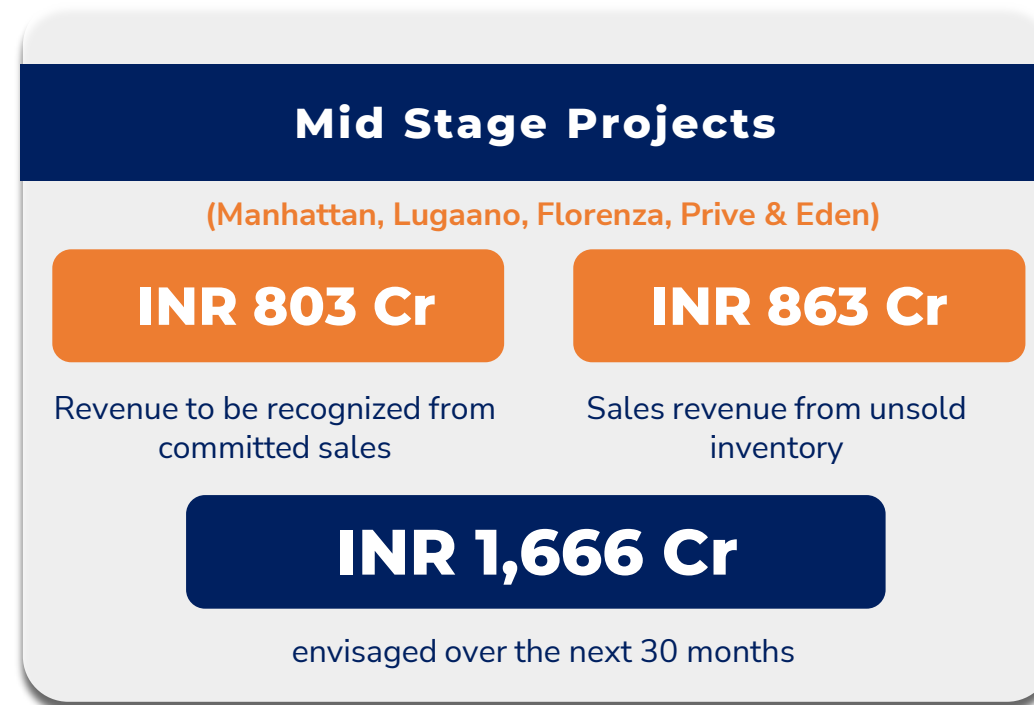 Mid Stage Projects
(Manhattan, Lugaano, Florenza, Prive & Eden)
INR 803 Cr
INR 863 Cr
Revenue to be recognized from
committed sales
Sales revenue from unsold
inventory
INR 1,666 Cr
envisaged over the next 30 months